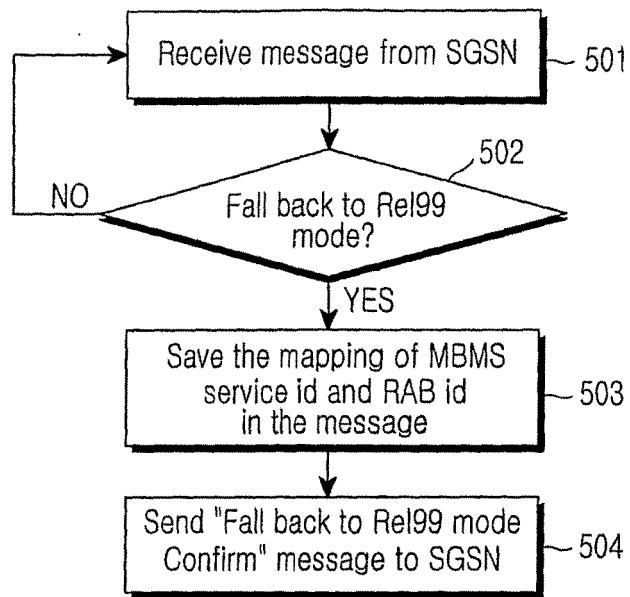 Receive message from SGSN
501
502
Fall back to Rel99
mode?
NO
YES
Save the mapping of MBMS
service id and RAB id
in the message
503
Send "Fall back to Rel99 mode
Confirm" message to SGSN
504